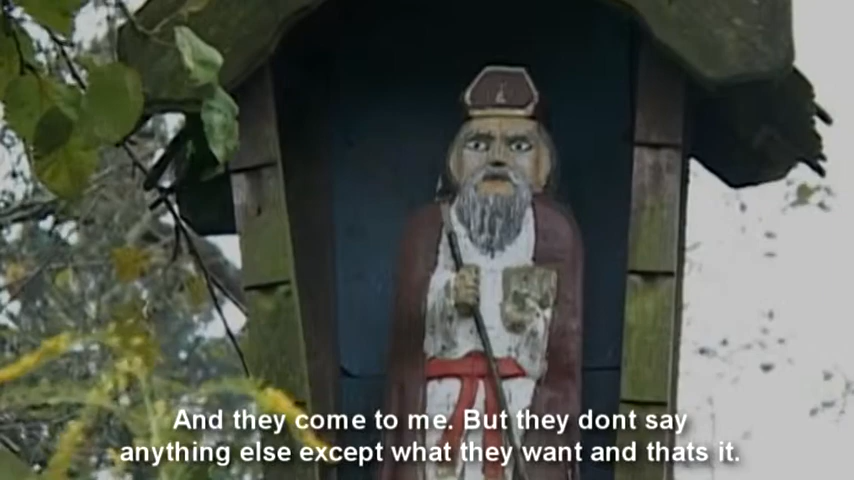 And they come to me. But they dont say
anything else except what they want and thats it.